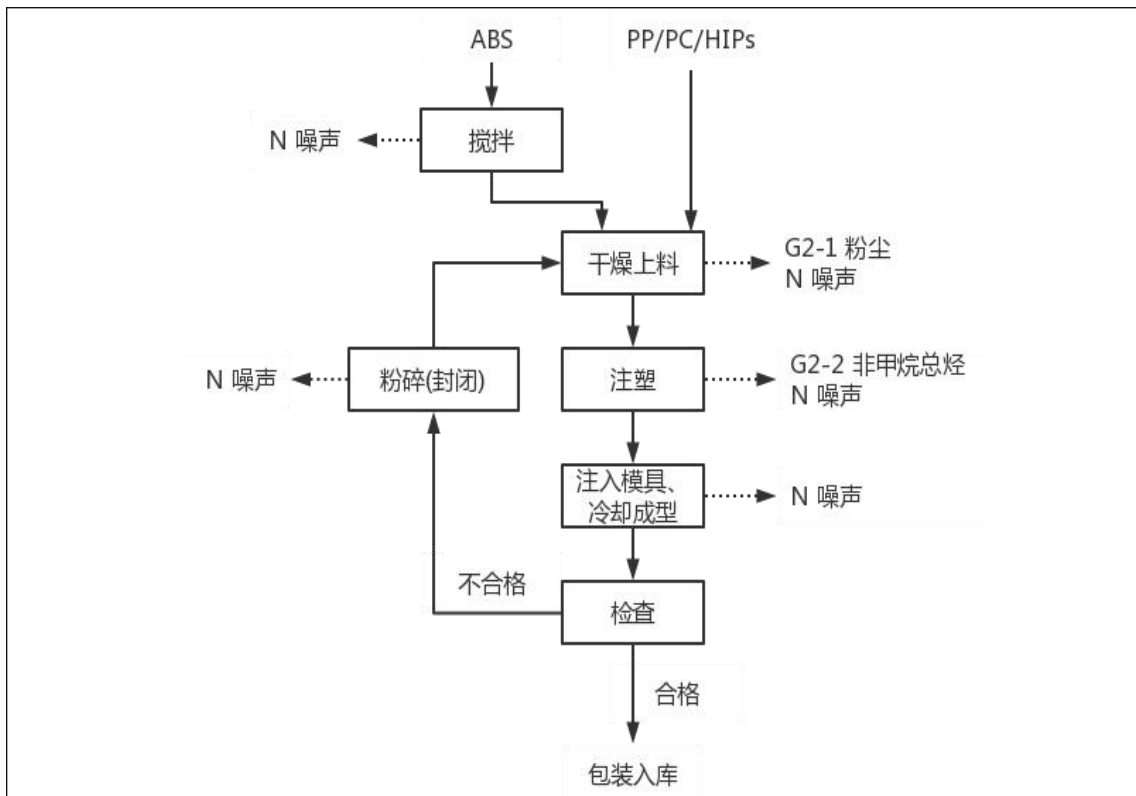 ABS
PP/PC/HIPs
N 噪声
搅拌
干燥上料
G2-1 粉尘
N 噪声
N 噪声
粉碎(封闭)
注塑
G2-2 非甲烷总烃
N 噪声
注入模具、
冷却成型
N 噪声
不合格
检查
合格
包装入库